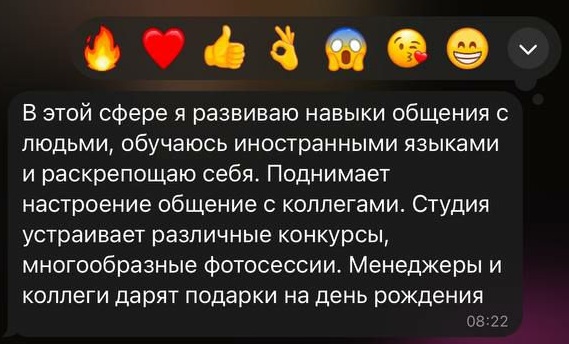 В этой сфере я развиваю навыки общения с
людьми, обучаюсь иностранными языками
и раскрепощаю себя. Поднимает
настроение общение с коллегами. Студия
устраивает различные конкурсы,
многообразные фотосессии. Менеджеры и
коллеги дарят подарки на день рождения
08:22